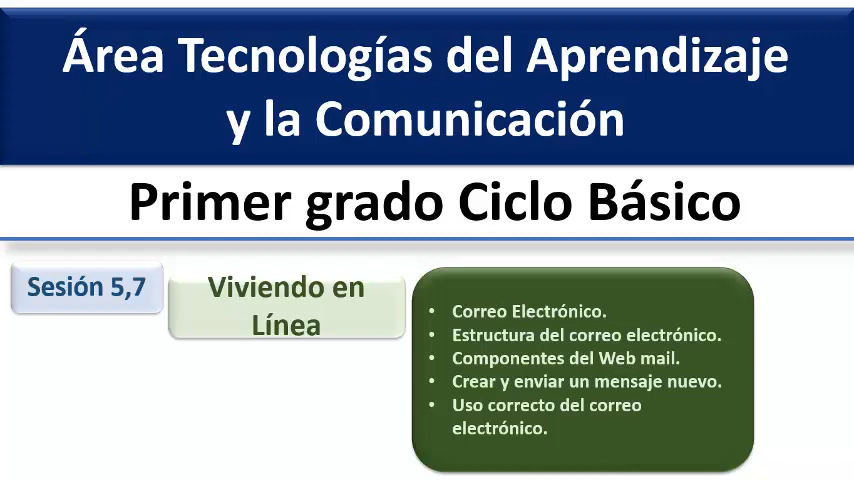 Área Tecnologías del Aprendizaje
y la Comunicación
Primer grado Ciclo Básico
Sesión 5,7
Viviendo en
Línea
• Correo Electrónico.
• Estructura del correo electrónico.
• Componentes del Web mail.
• Crear y enviar un mensaje nuevo.
• Uso correcto del correo
electrónico.